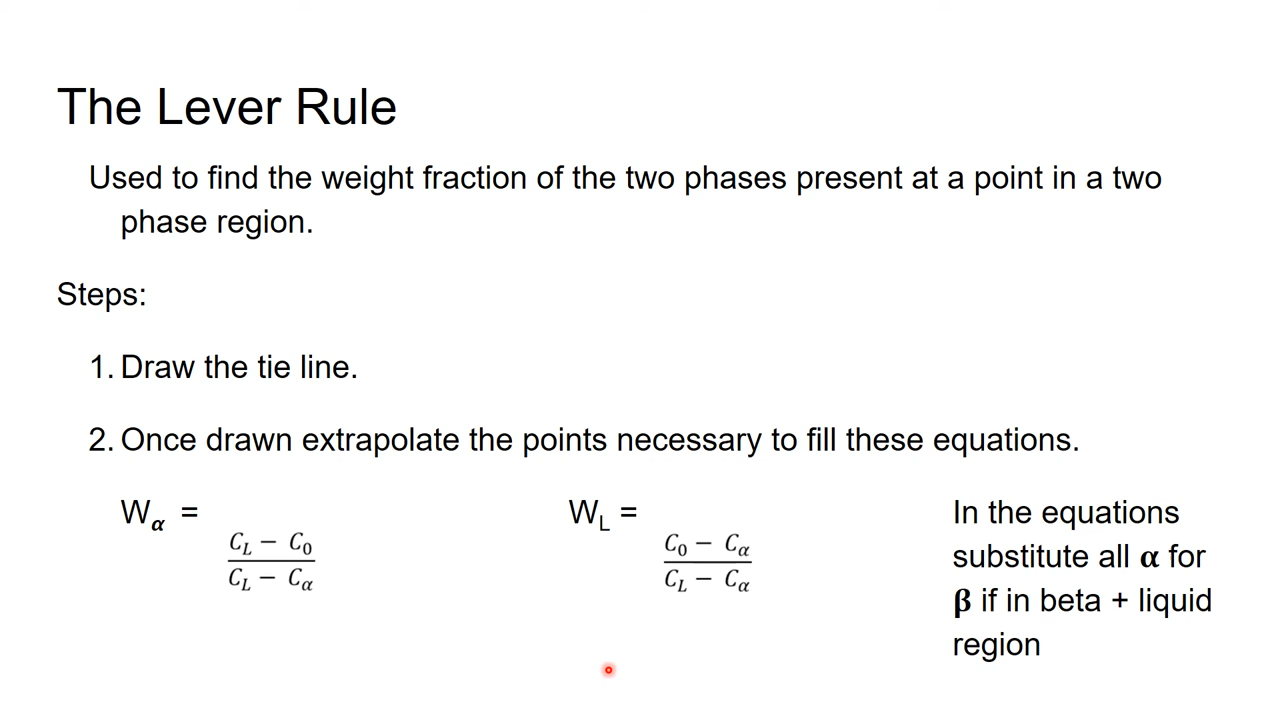 The Lever Rule
Used to find the weight fraction of the two phases present at a point in a two
phase region.
Steps:
1. Draw the tie line.
2. Once drawn extrapolate the points necessary to fill these equations.
W𝜶 =
C_L − C_0
C_L − C_α
W_L =
C_0 − C_α
C_L − C_α
In the equations
substitute all α for
β if in beta + liquid
region